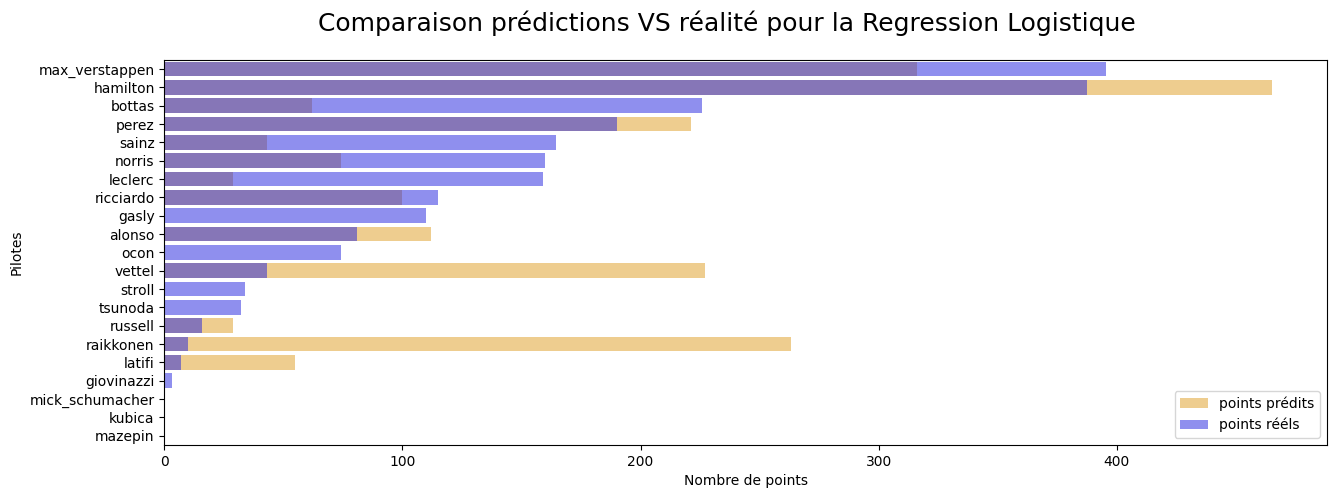 Comparaison prédictions VS réalité pour la Regression Logistique
Pilotes
max_verstappen
hamilton
bottas
perez
sainz
norris
leclerc
ricciardo
gasly
alonso
ocon
vettel
stroll
tsunoda
russell
raikkonen
latifi
giovinazzi
mick_schumacher
kubica
mazepin
points prédits
points rééls
0 100 200 300 400
Nombre de points